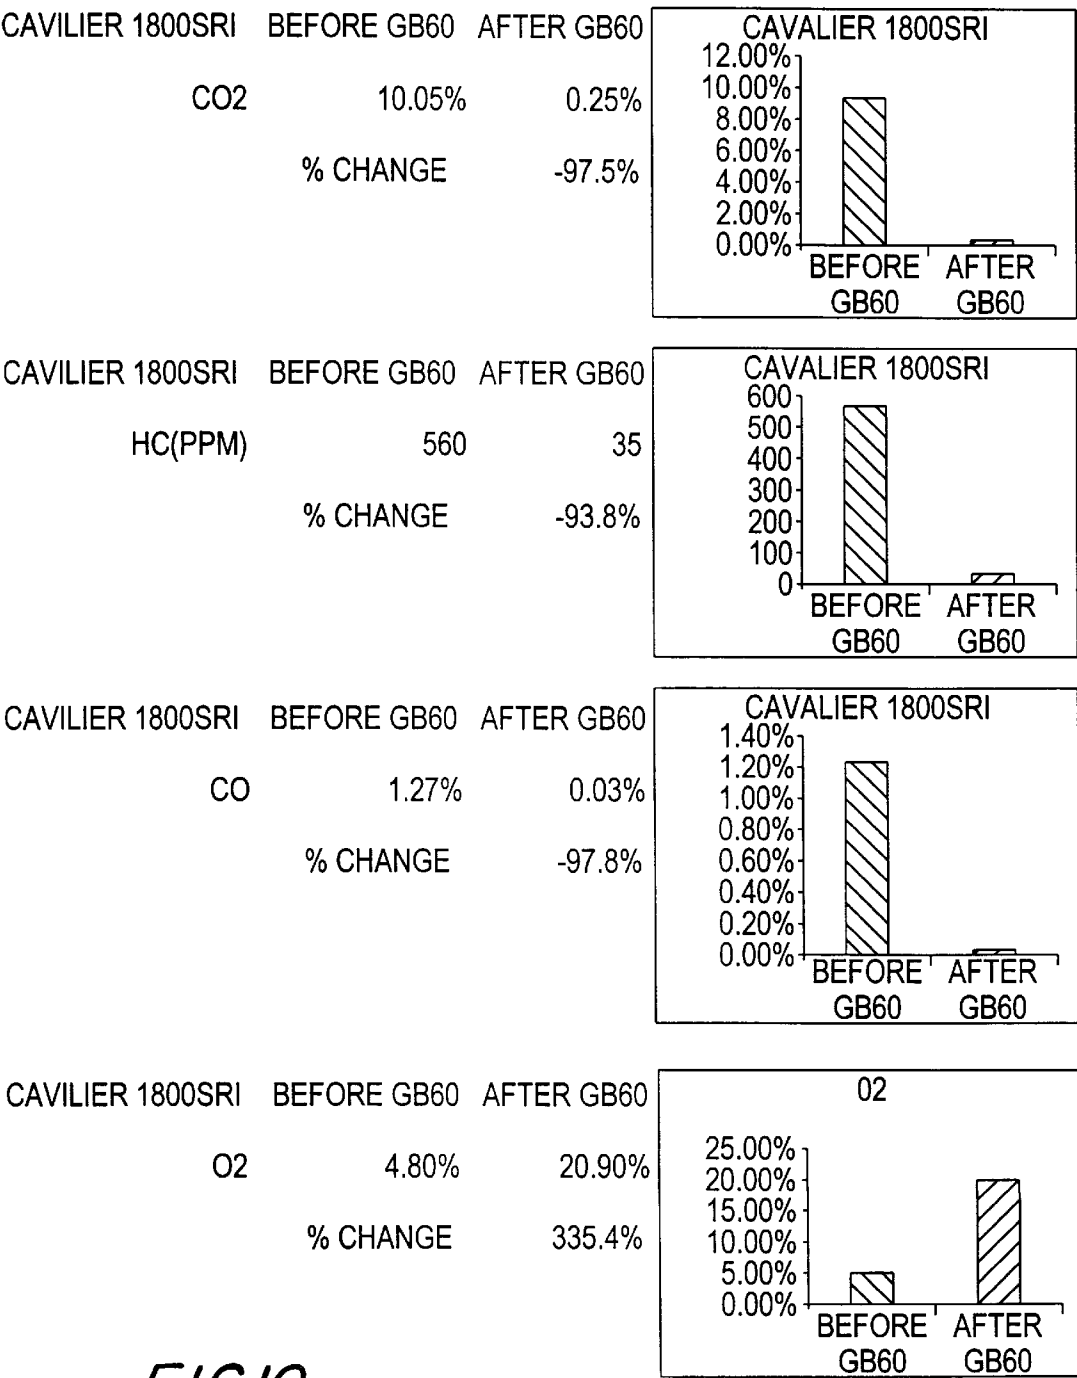 CAVILIER 1800SRI BEFORE GB60 AFTER GB60
CO2 10.05% 0.25%
% CHANGE -97.5%
CAVALIER 1800SRI
12.00%
10.00%
8.00%
6.00%
4.00%
2.00%
0.00%
BEFORE GB60
AFTER GB60
CAVILIER 1800SRI BEFORE GB60 AFTER GB60
HC(PPM) 560 35
% CHANGE -93.8%
CAVALIER 1800SRI
600
500
400
300
200
100
0
BEFORE GB60
AFTER GB60
CAVILIER 1800SRI BEFORE GB60 AFTER GB60
CO 1.27% 0.03%
% CHANGE -97.8%
CAVALIER 1800SRI
1.40%
1.20%
1.00%
0.80%
0.60%
0.40%
0.20%
0.00%
BEFORE GB60
AFTER GB60
CAVILIER 1800SRI BEFORE GB60 AFTER GB60
O2 4.80% 20.90%
% CHANGE 335.4%
02
25.00%
20.00%
15.00%
10.00%
5.00%
0.00%
BEFORE GB60
AFTER GB60